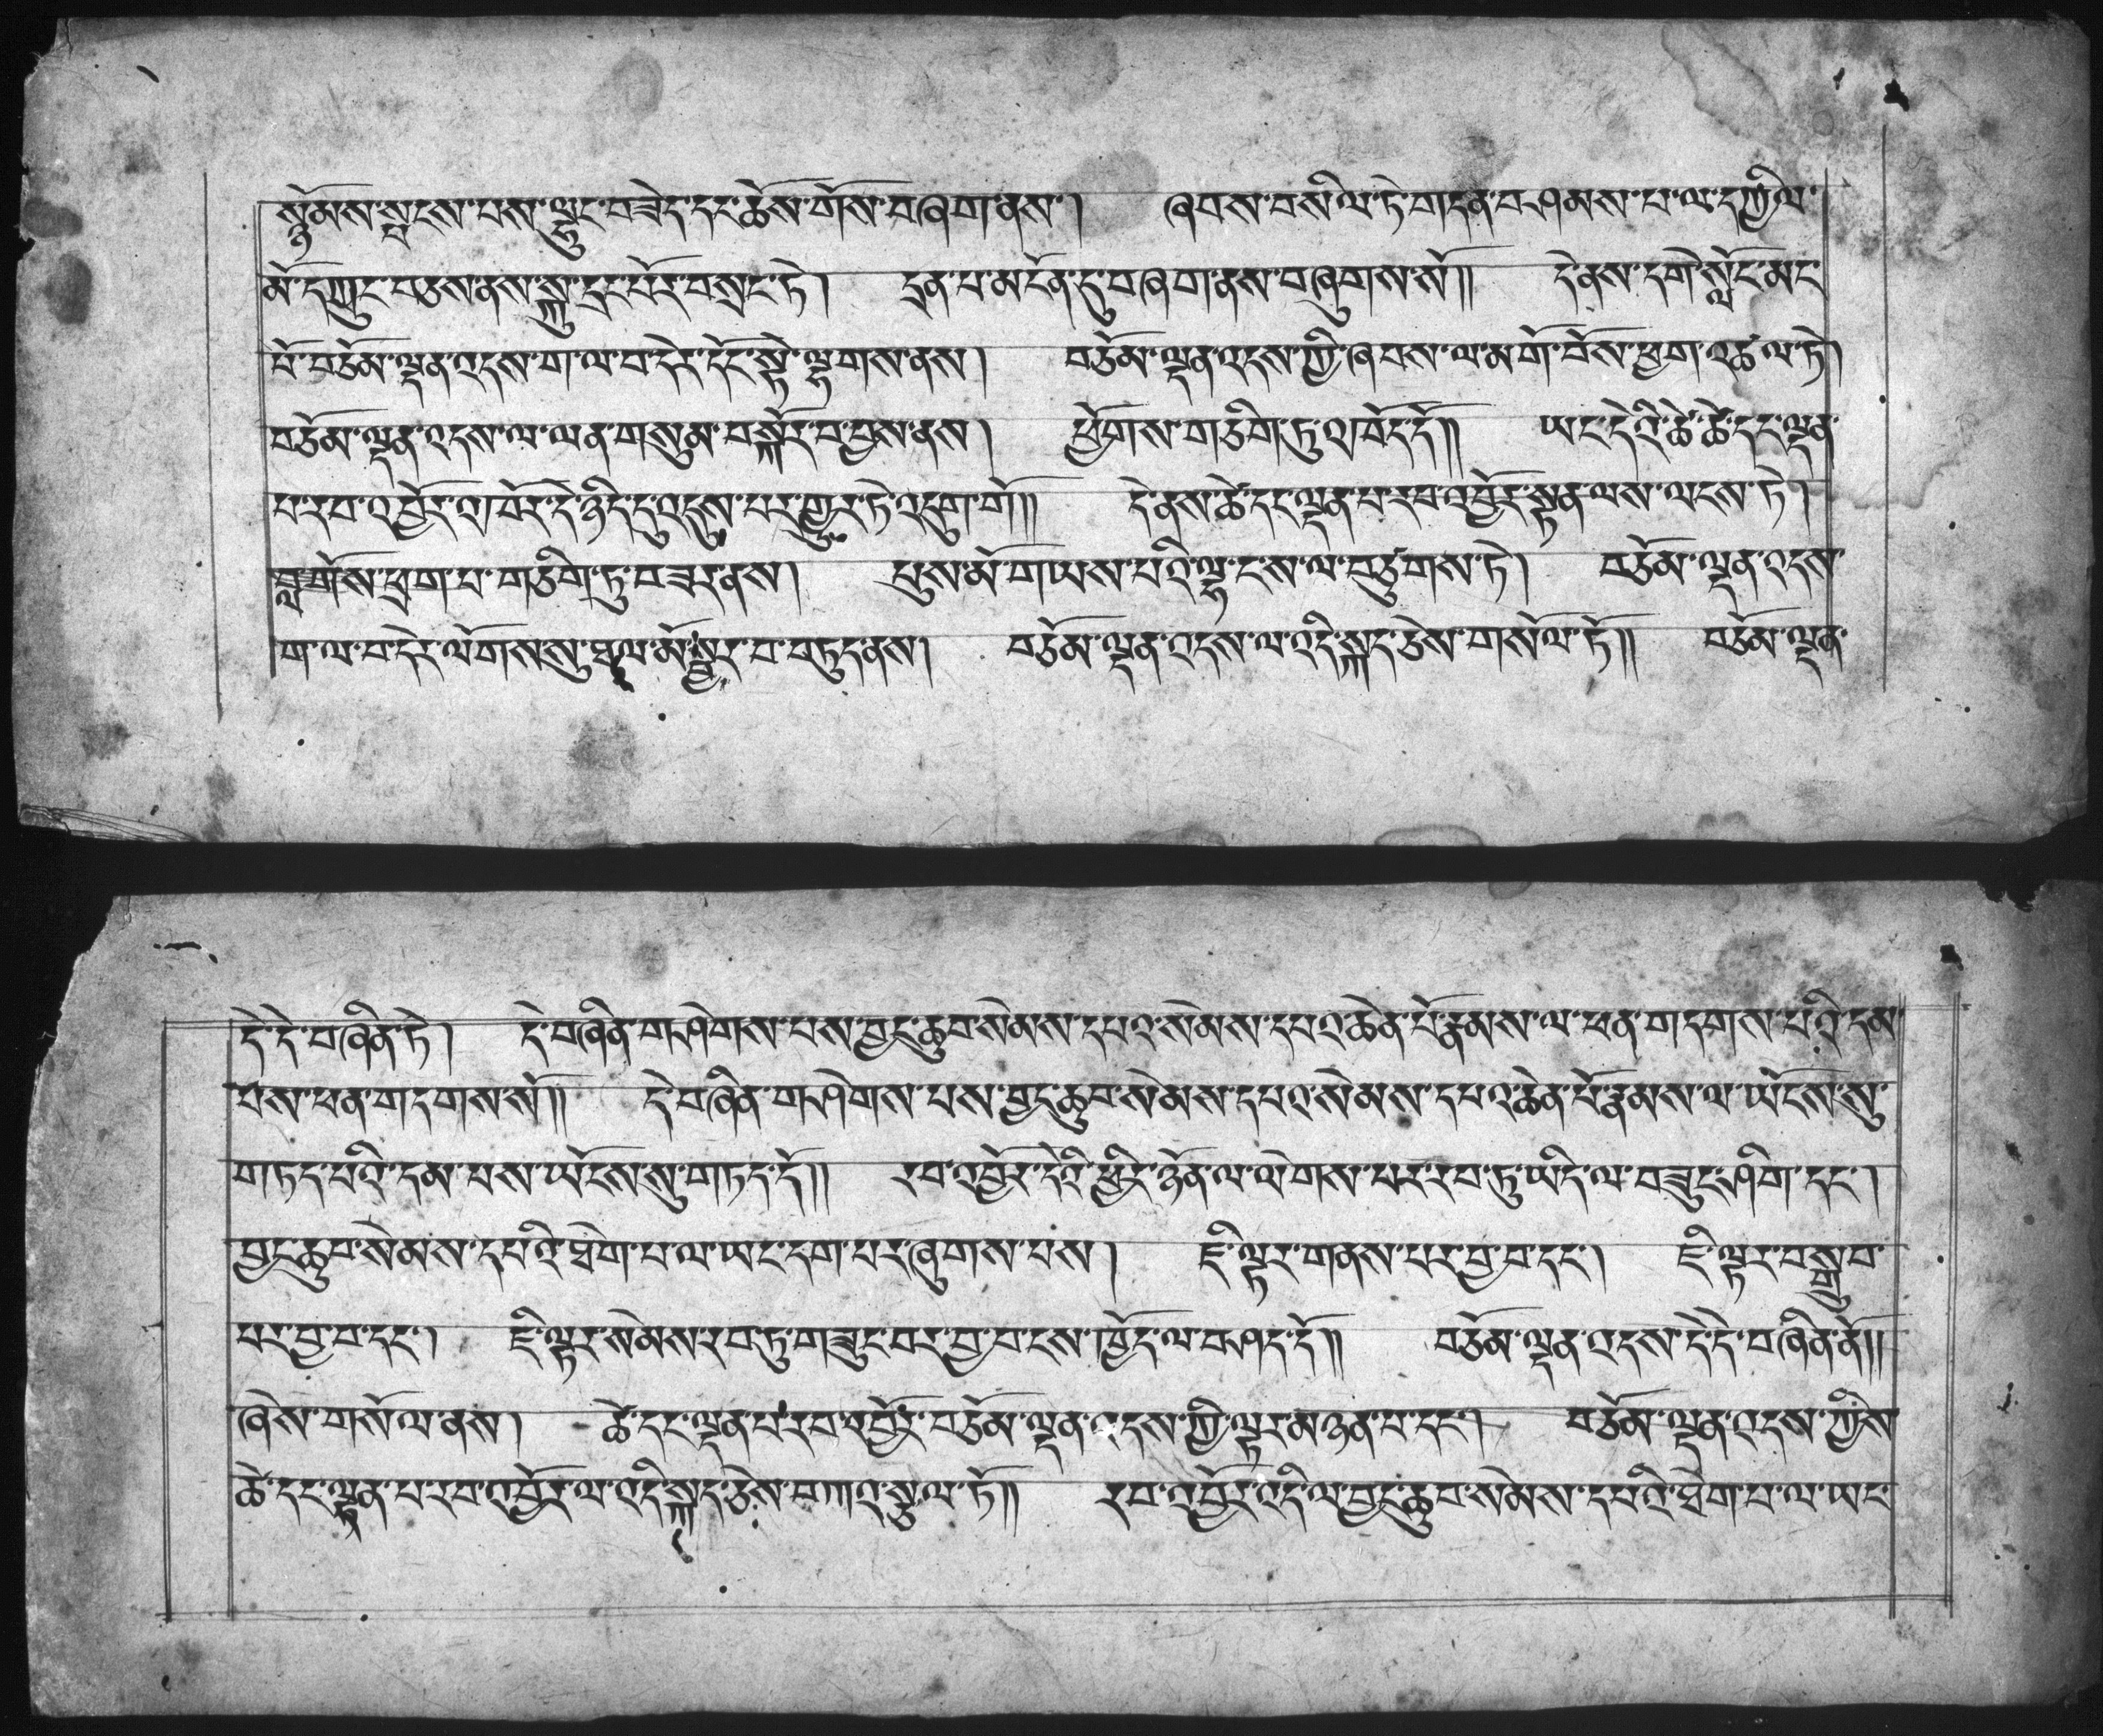 སྙོམས་སྤངས་པས་ལྷུང་བཟེད་དང་ཆོས་གོས་བཞག་ནས། ཞབས་བསིལ་ཏེ་གདན་བཤམས་པ་ལ་དཀྱིལ་
མོ་དཀྲུང་བཅས་ནས་སྐུ་དྲང་པོར་བསྲང་ཏེ། དྲན་པ་མངོན་དུ་བཞག་ནས་བཞུགས་སོ།། དེ་ནས་དགེ་སློང་མང་
པོ་བཅོམ་ལྡན་འདས་ག་ལ་བ་དེར་དོང་སྟེ་ལྷགས་ནས། བཅོམ་ལྡན་འདས་ཀྱི་ཞབས་ལ་མགོ་བོས་ཕྱག་འཚལ་ཏེ།
བཅོམ་ལྡན་འདས་ལ་ལན་གསུམ་བསྐོར་བ་བྱས་ནས། ཕྱོགས་གཅིག་ཏུ་འཁོད་དོ།། ཡང་དེའི་ཚེ་ཚེ་དང་ལྡན་
པ་རབ་འབྱོར་འཁོར་དེ་ཉིད་དུ་འདུས་པར་གྱུར་ཏེ་འདུག་གོ།། དེ་ནས་ཚེ་དང་ལྡན་པ་རབ་འབྱོར་སྟན་ལས་ལངས་ཏེ།
བླ་གོས་ཕྲག་པ་གཅིག་ཏུ་བཟར་ནས། པུས་མོ་གཡས་པའི་ལྷ་ང་ས་ལ་བཙུགས་ཏེ། བཅོམ་ལྡན་འདས་
ག་ལ་བ་དེར་ལོགས་སུ་ཐལ་མོ་སྦྱར་བ་བཏུད་ནས། བཅོམ་ལྡན་འདས་ལ་འདི་སྐད་ཅེས་གསོལ་ཏོ།། བཅོམ་ལྡན་
དེ་དེ་བཞིན་ཏེ། དེ་བཞིན་གཤེགས་པས་བྱང་ཆུབ་སེམས་དཔའ་སེམས་དཔའ་ཆེན་པོ་རྣམས་ལ་ཕན་གདགས་པའི་དམ་
པས་ཕན་གདགས་སོ།། དེ་བཞིན་གཤེགས་པས་བྱང་ཆུབ་སེམས་དཔའ་སེམས་དཔའ་ཆེན་པོ་རྣམས་ལ་ཡོངས་སུ་
གཏད་པའི་དམ་པས་ཡོངས་སུ་གཏད་དོ།། རབ་འབྱོར་དེའི་ཕྱིར་ཉོན་ལ་ལེགས་པར་རབ་ཏུ་ཡིད་ལ་བཟུང་ཤིག་དང་།
བྱང་ཆུབ་སེམས་དཔའི་ཐེག་པ་ལ་ཡང་དག་པར་ཞུགས་པས། ཇི་ལྟར་གནས་པར་བྱ་བ་དང་། ཇི་ལྟར་བསྒྲུབ་
པར་བྱ་བ་དང་། ཇི་ལྟར་སེམས་རབ་ཏུ་གཟུང་བར་བྱ་བ་ངས་ཁྱོད་ལ་བཤད་དོ།། བཅོམ་ལྡན་འདས་དེ་དེ་བཞིན་ནོ།།
ཞེས་གསོལ་ནས། ཚེ་དང་ལྡན་པ་རབ་འབྱོར་བཅོམ་ལྡན་འདས་ཀྱི་ལྟར་མཉན་པ་དང་། བཅོམ་ལྡན་འདས་ཀྱིས་
ཚེ་དང་ལྡན་པ་རབ་འབྱོར་ལ་འདི་སྐད་ཅེས་བཀའ་སྩལ་ཏོ།། རབ་འབྱོར་འདི་ལ་བྱང་ཆུབ་སེམས་དཔའི་ཐེག་པ་ལ་ཡང་